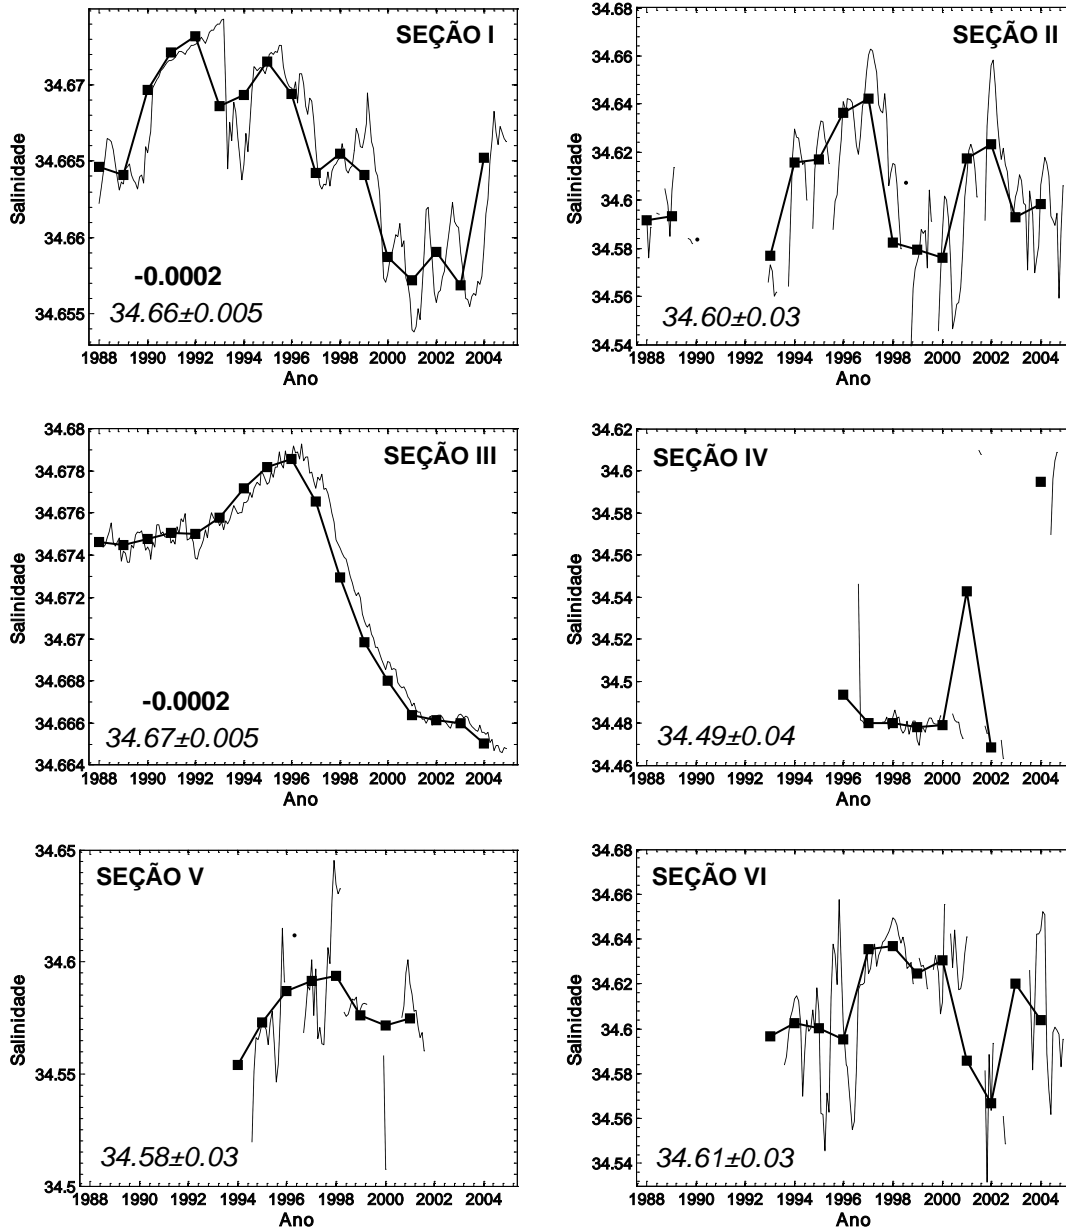 SEÇÃO I
Salinidade
34.67
34.665
34.66
34.655
-0.0002
34.66±0.005
1988 1990 1992 1994 1996 1998 2000 2002 2004
Ano
SEÇÃO II
Salinidade
34.68
34.66
34.64
34.62
34.6
34.58
34.56
34.54
34.60±0.03
1988 1990 1992 1994 1996 1998 2000 2002 2004
Ano
SEÇÃO III
Salinidade
34.68
34.678
34.676
34.674
34.672
34.67
34.668
34.666
34.664
-0.0002
34.67±0.005
1988 1990 1992 1994 1996 1998 2000 2002 2004
Ano
SEÇÃO IV
Salinidade
34.62
34.6
34.58
34.56
34.54
34.52
34.5
34.48
34.46
34.49±0.04
1988 1990 1992 1994 1996 1998 2000 2002 2004
Ano
SEÇÃO V
Salinidade
34.65
34.6
34.55
34.5
34.58±0.03
1988 1990 1992 1994 1996 1998 2000 2002 2004
Ano
SEÇÃO VI
Salinidade
34.68
34.66
34.64
34.62
34.6
34.58
34.56
34.54
34.61±0.03
1988 1990 1992 1994 1996 1998 2000 2002 2004
Ano